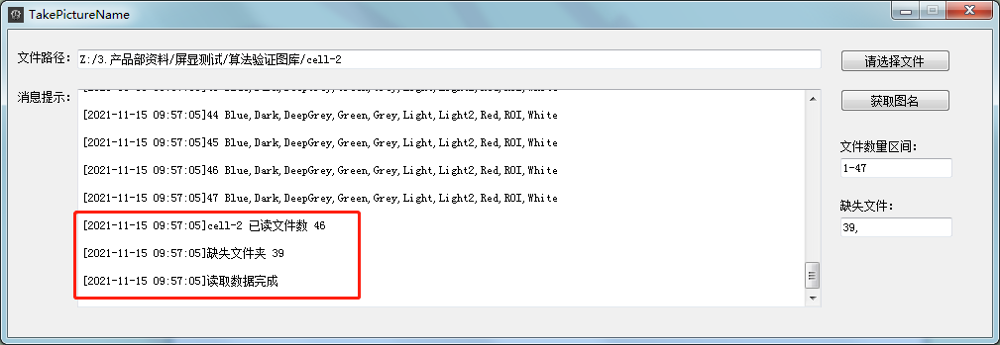 TakePictureName
文件路径： Z:/3.产品部资料/屏显测试/算法验证图库/cell-2 请选择文件
消息提示： 获取图名
[2021-11-15 09:57:05]44 Blue,Dark,DeepGrey,Green,Grey,Light,Light2,Red,ROI,White
[2021-11-15 09:57:05]45 Blue,Dark,DeepGrey,Green,Grey,Light,Light2,Red,ROI,White
[2021-11-15 09:57:05]46 Blue,Dark,DeepGrey,Green,Grey,Light,Light2,Red,ROI,White
[2021-11-15 09:57:05]47 Blue,Dark,DeepGrey,Green,Grey,Light,Light2,Red,ROI,White
[2021-11-15 09:57:05]cell-2 已读文件数 46
[2021-11-15 09:57:05]缺失文件夹 39
[2021-11-15 09:57:05]读取数据完成
文件数量区间：
1-47
缺失文件：
39,